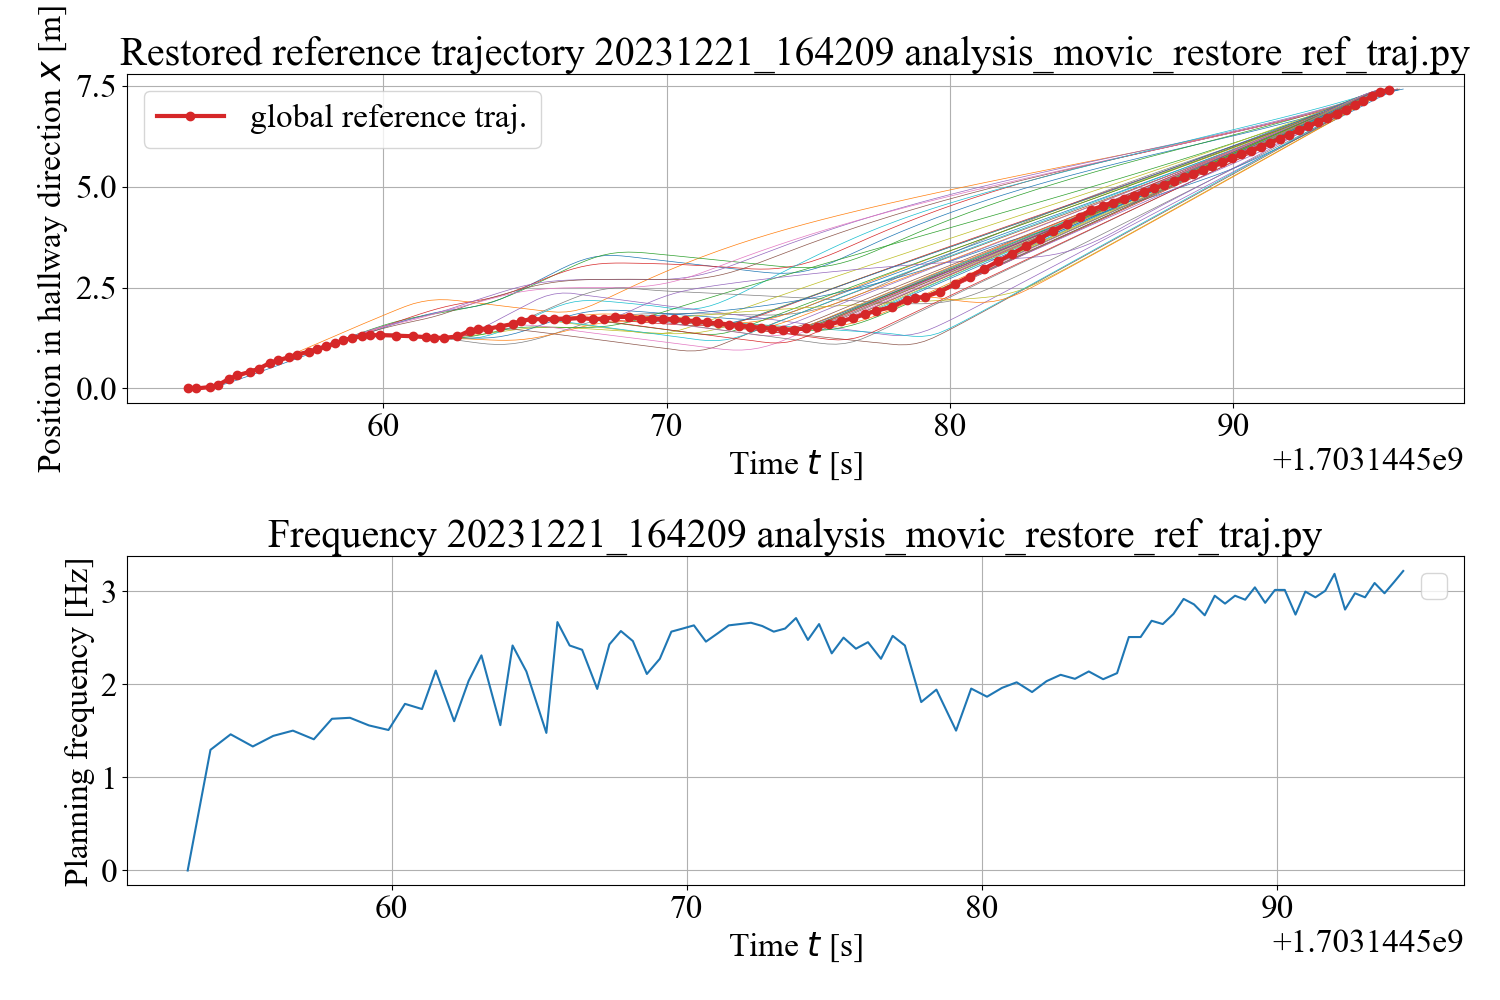 Restored reference trajectory 20231221_164209 analysis_movic_restore_ref_traj.py
Position in hallway direction x [m]
7.5
5.0
2.5
0.0
global reference traj.
60 70 80 90
Time t [s]
+1.7031445e9
Frequency 20231221_164209 analysis_movic_restore_ref_traj.py
Planning frequency [Hz]
3
2
1
0
60 70 80 90
Time t [s]
+1.7031445e9